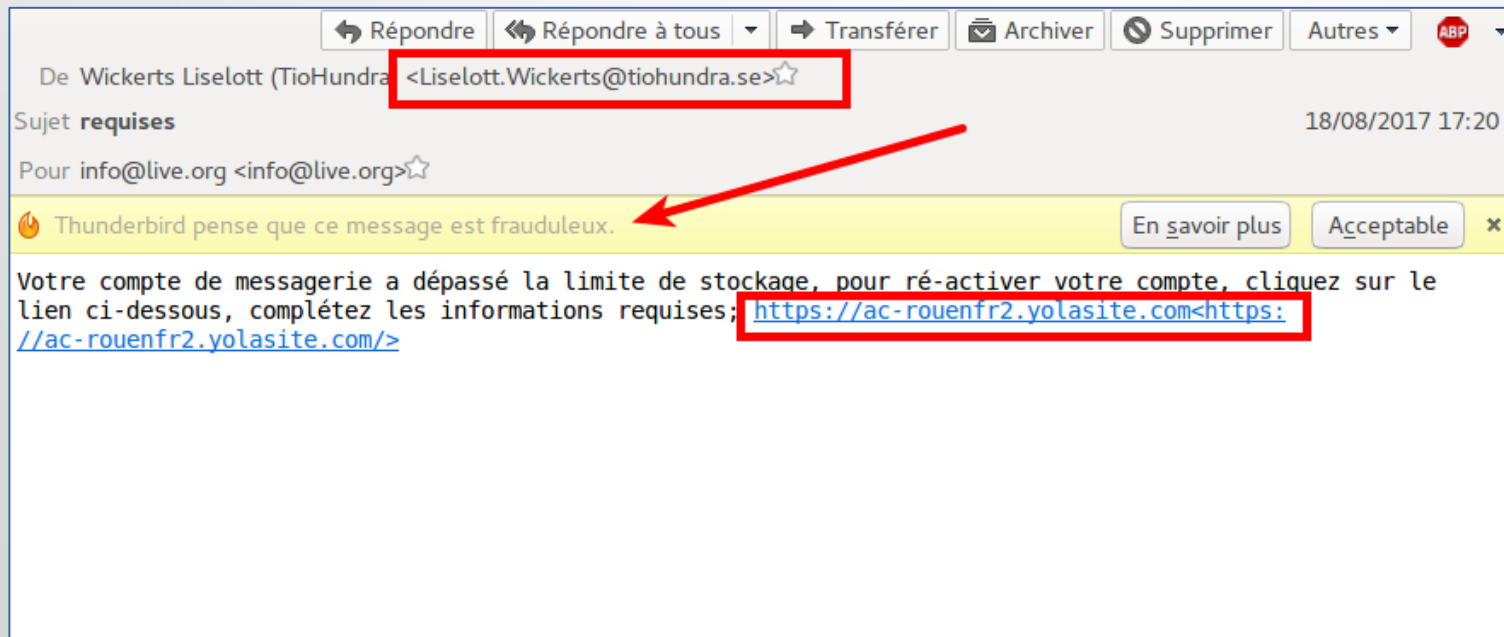 Répondre Répondre à tous Transférer Archiver Supprimer Autres ABP
De Wickerts Liselott (TioHundra <Liselott.Wickerts@tiohundra.se>
Sujet requises 18/08/2017 17:20
Pour info@live.org <info@live.org>
Thunderbird pense que ce message est frauduleux. En savoir plus Acceptable ×
Votre compte de messagerie a dépassé la limite de stockage, pour ré-activer votre compte, cliquez sur le
lien ci-dessous, complétez les informations requises; https://ac-rouenfr2.yolasite.com<https:
//ac-rouenfr2.yolasite.com/>